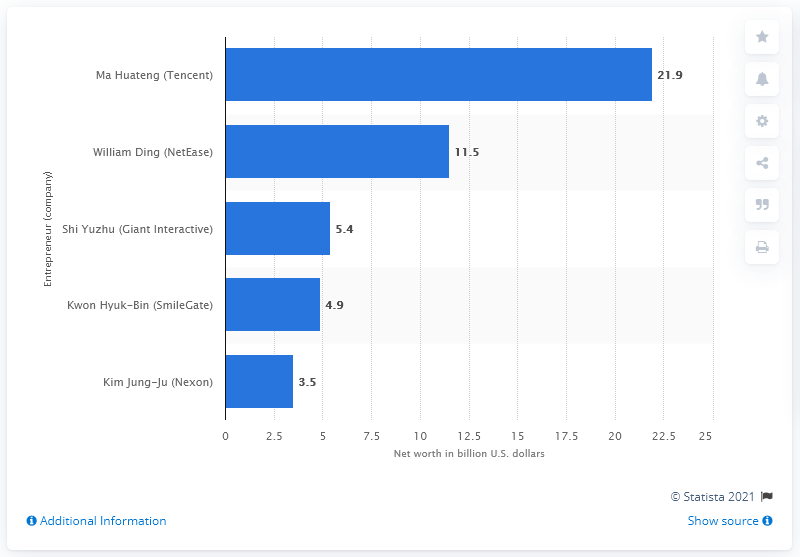 Entrepreneur (company)
Ma Huateng (Tencent) 21.9
William Ding (NetEase) 11.5
Shi Yuzhu (Giant Interactive) 5.4
Kwon Hyuk-Bin (SmileGate) 4.9
Kim Jung-Ju (Nexon) 3.5
0 2.5 5 7.5 10 12.5 15 17.5 20 22.5 25
Net worth in billion U.S. dollars
© Statista 2021
Additional Information Show source